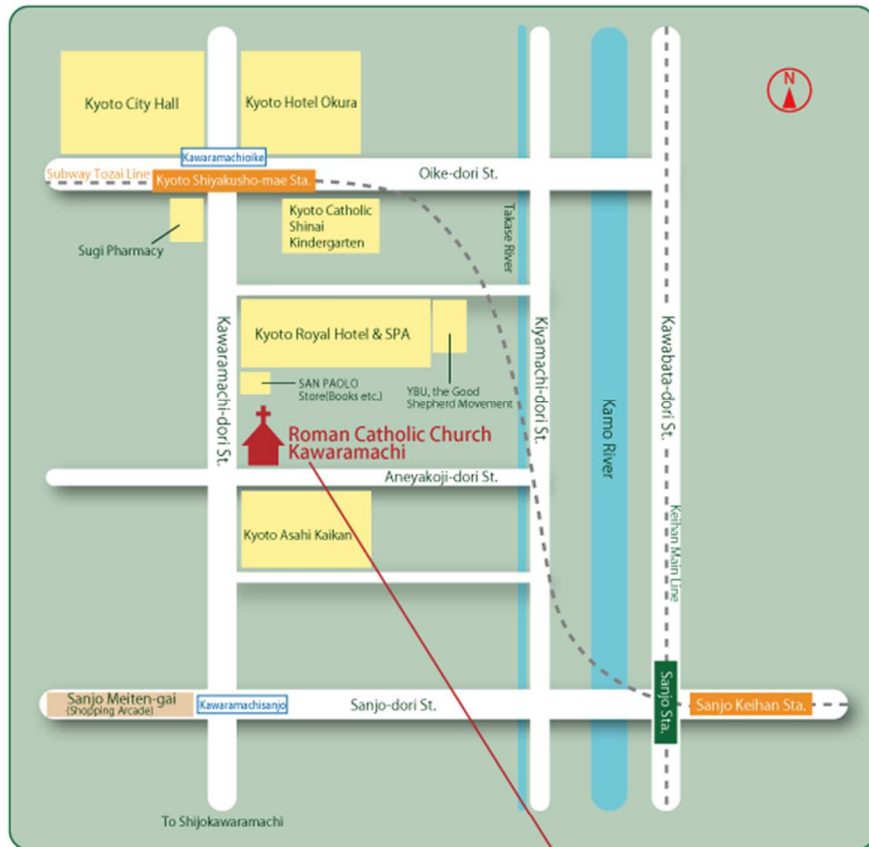 N
Kyoto City Hall
Kyoto Hotel Okura
Kawaramachioike
Subway Tozai Line
Kyoto Shiyakusho-mae Sta.
Oike-dori St.
Sugi Pharmacy
Kyoto Catholic
Shinai
Kindergarten
Takase River
Kawaramachi-dori St.
Kyoto Royal Hotel & SPA
Kiyamachi-dori St.
Kamo River
Kawabata-dori St.
SAN PAOLO
Store(Books etc.)
YBU, the Good
Shepherd Movement
Roman Catholic Church
Kawaramachi
Aneyakoji-dori St.
Kyoto Asahi Kaikan
Keihan Main Line
Sanjo Meiten-gai
(Shopping Arcade)
Kawaramachisanjo
Sanjo-dori St.
Sanjo Sta.
Sanjo Keihan Sta.
To Shijokawaramachi